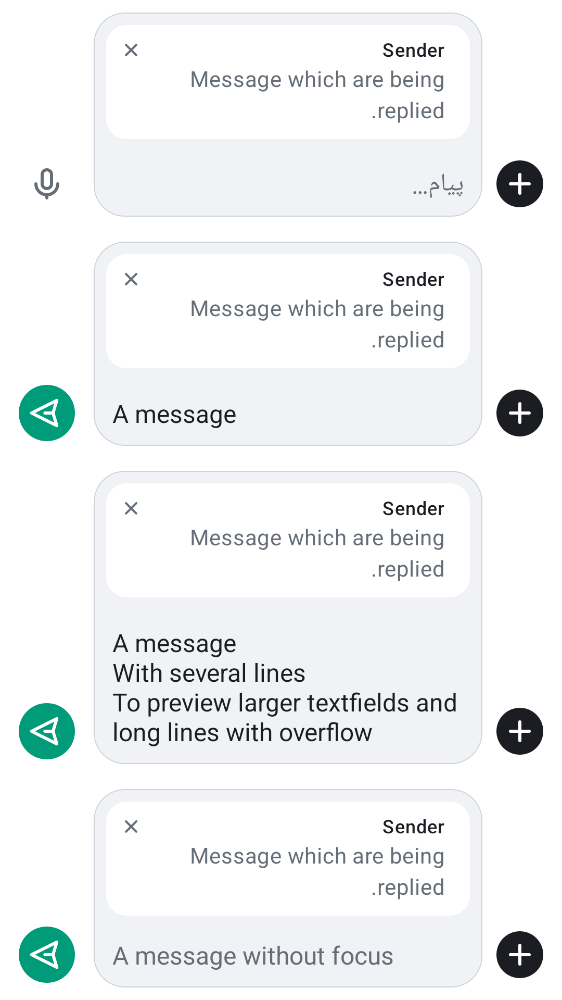 Sender
Message which are being
.replied
پیام...
Sender
Message which are being
.replied
A message
Sender
Message which are being
.replied
A message
With several lines
To preview larger textfields and
long lines with overflow
Sender
Message which are being
.replied
A message without focus